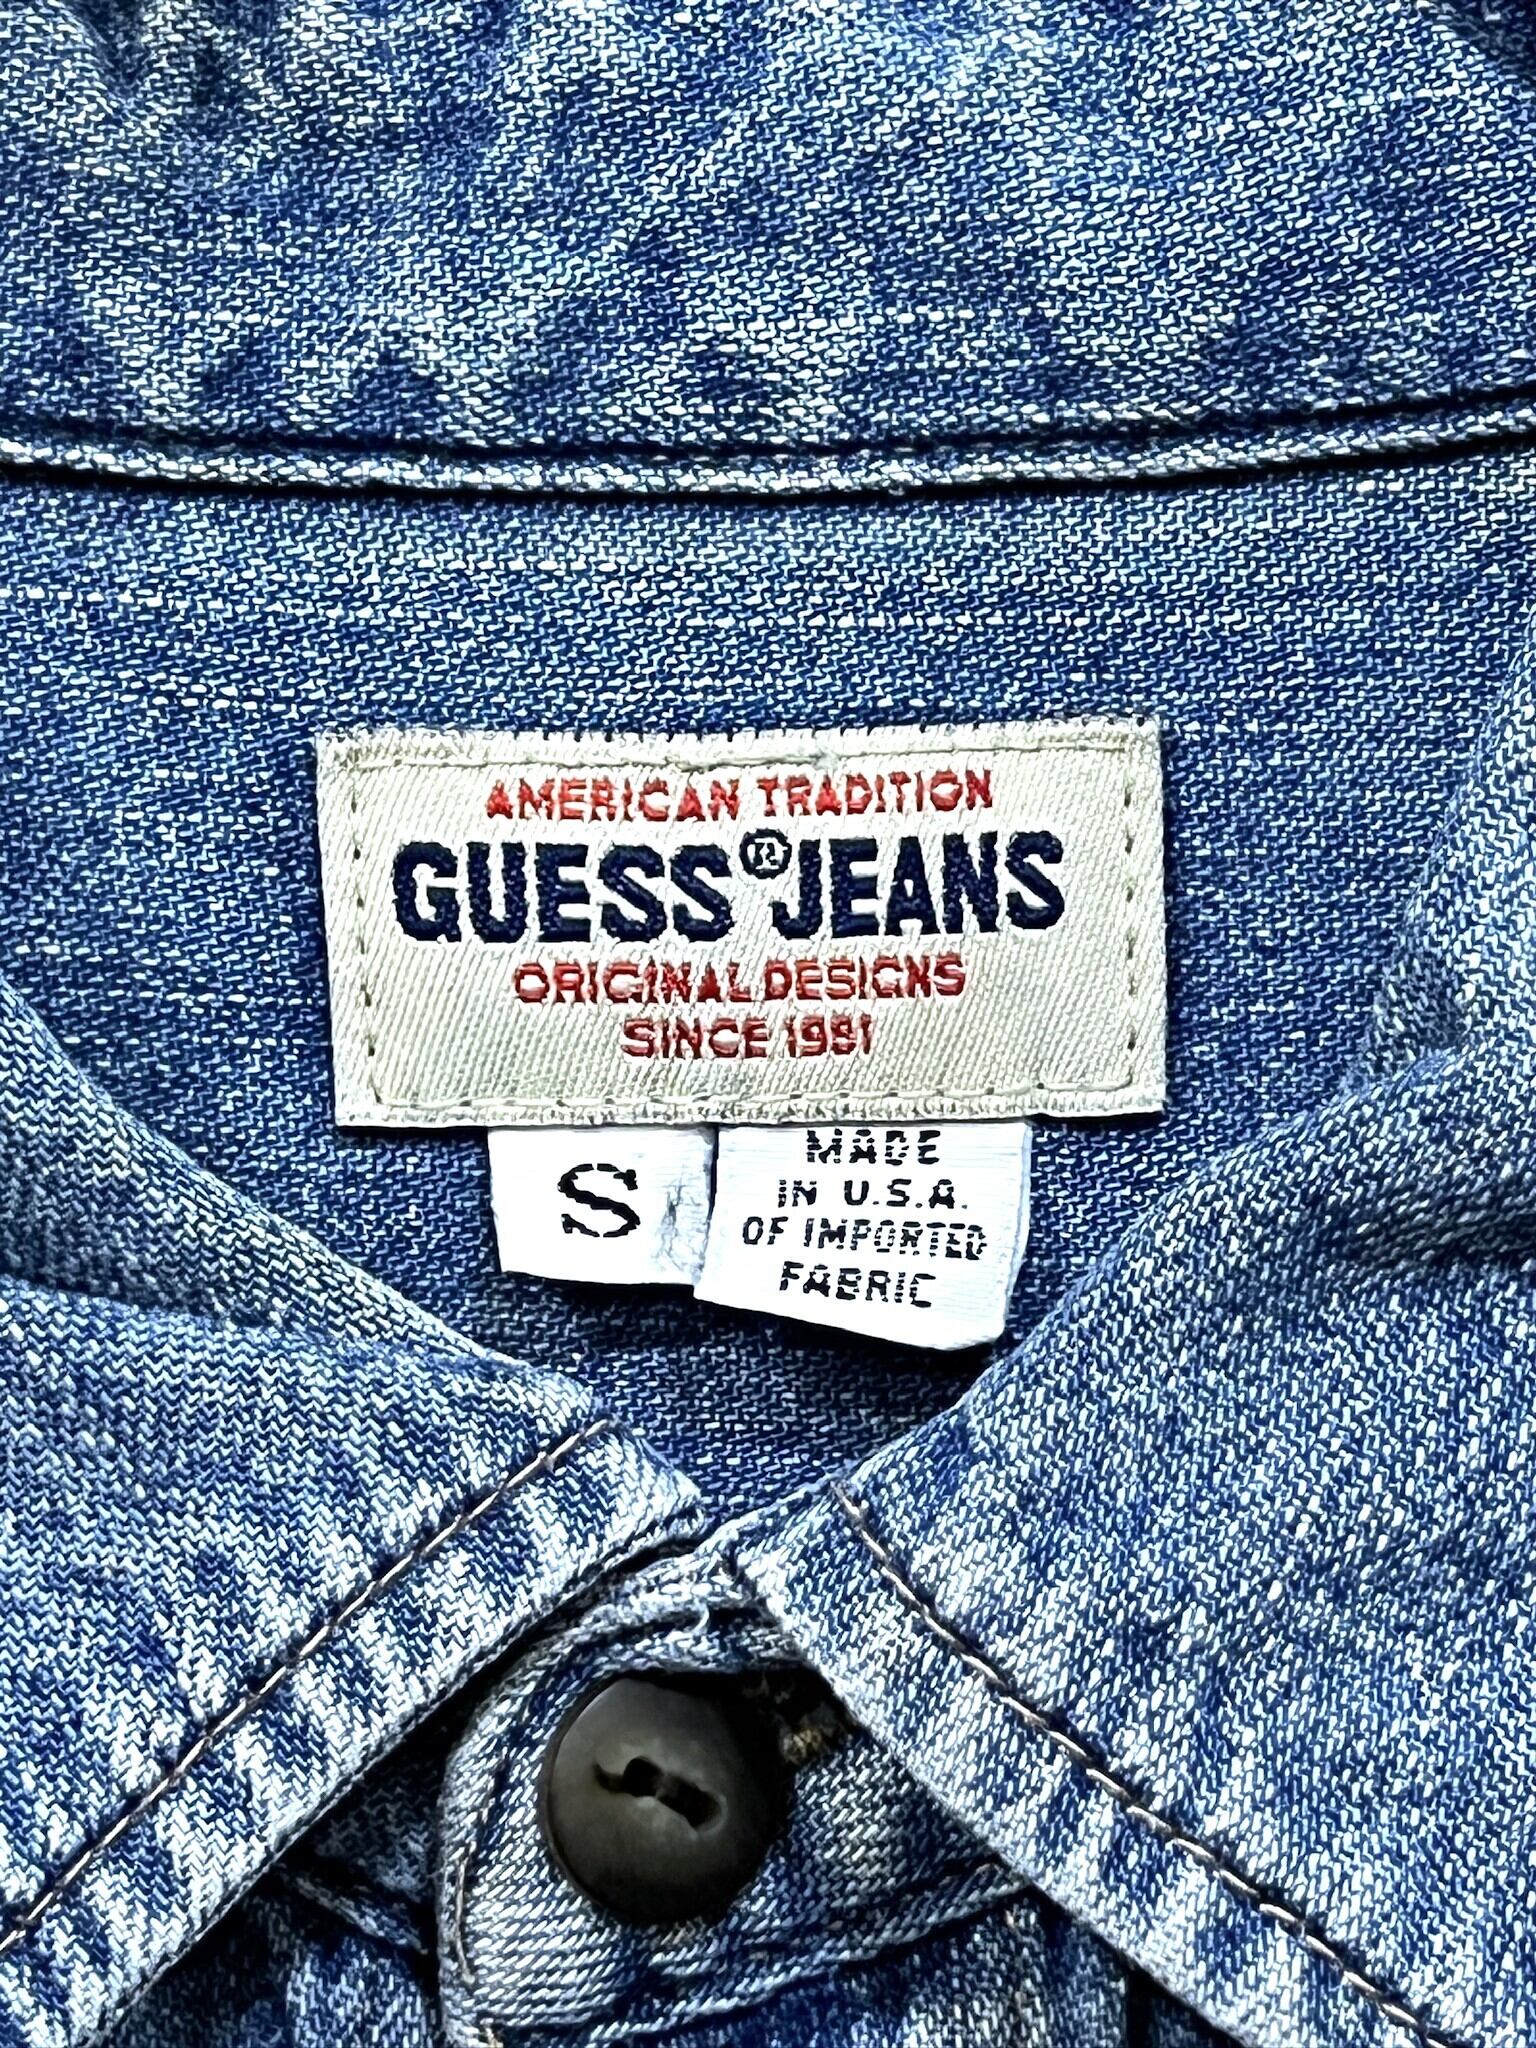 AMERICAN TRADITION
GUESS® JEANS
ORIGINAL DESIGNS
SINCE 1981
S
MADE
IN U.S.A.
OF IMPORTED
FABRIC